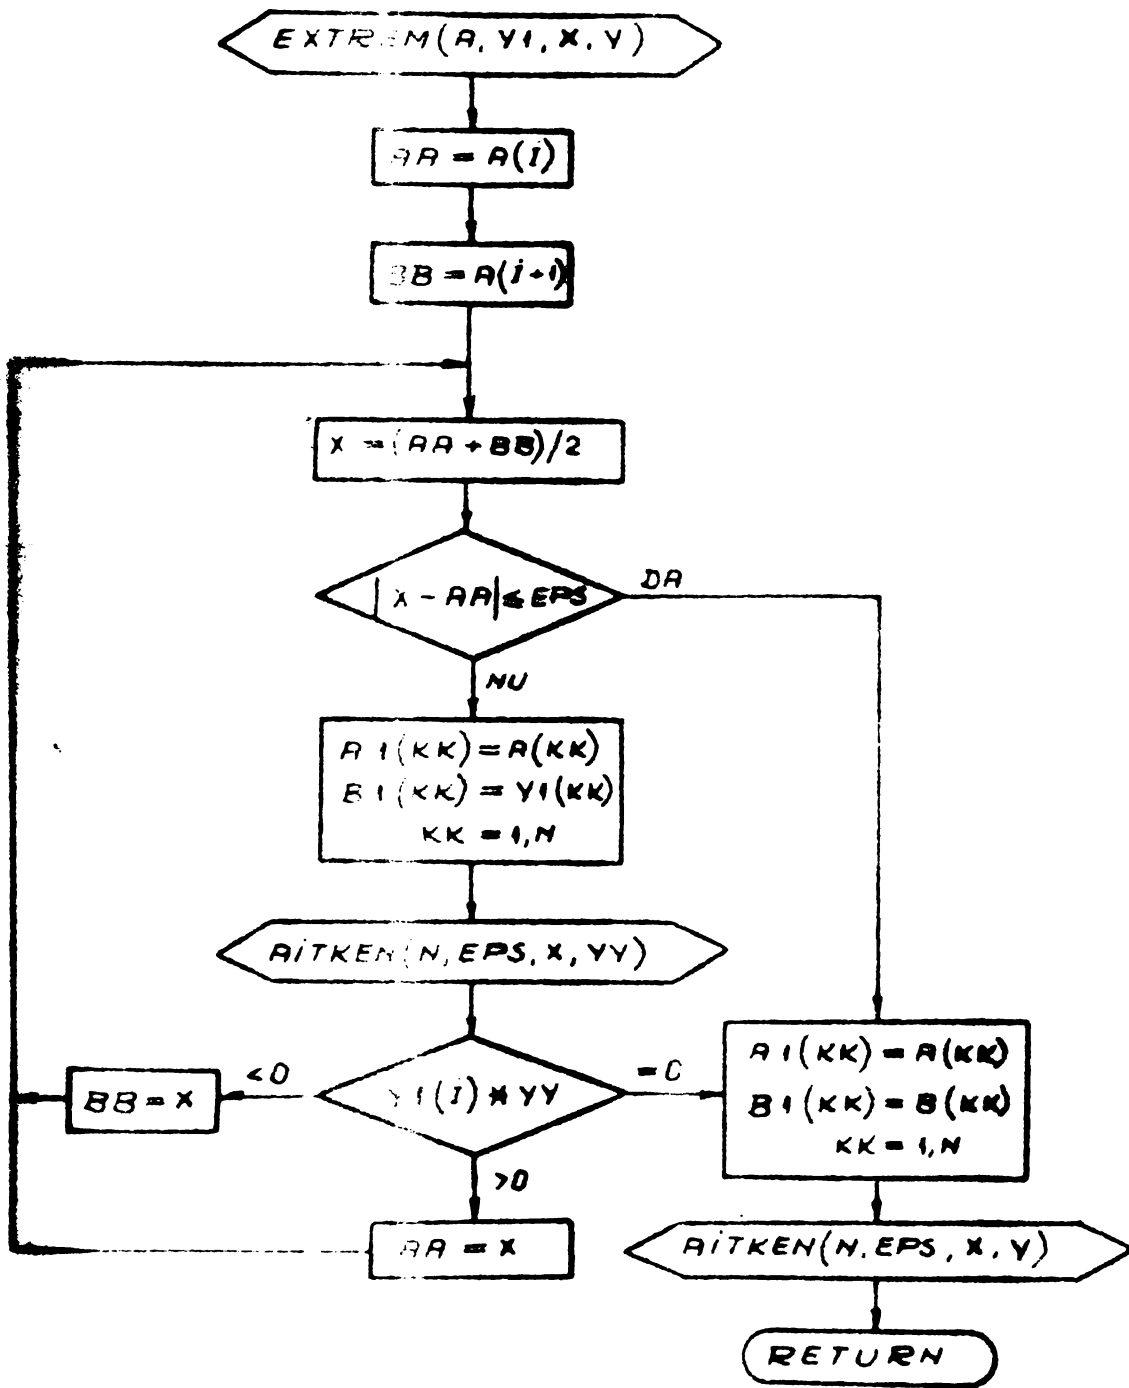 EXTREM(A, Y1, X, Y)
AA = A(I)
BB = A(i+1)
X = (AA + BB)/2
|X - AA| ≤ EPS
DA
NU
A1(KK) = A(KK)
B1(KK) = Y1(KK)
KK = 1,N
AiTKEN(N, EPS, X, YY)
Y1(I) * YY
<0
BB = X
=0
>0
AA = X
A1(KK) = A(KK)
B1(KK) = B(KK)
KK = 1,N
AiTKEN(N, EPS, X, Y)
RETURN